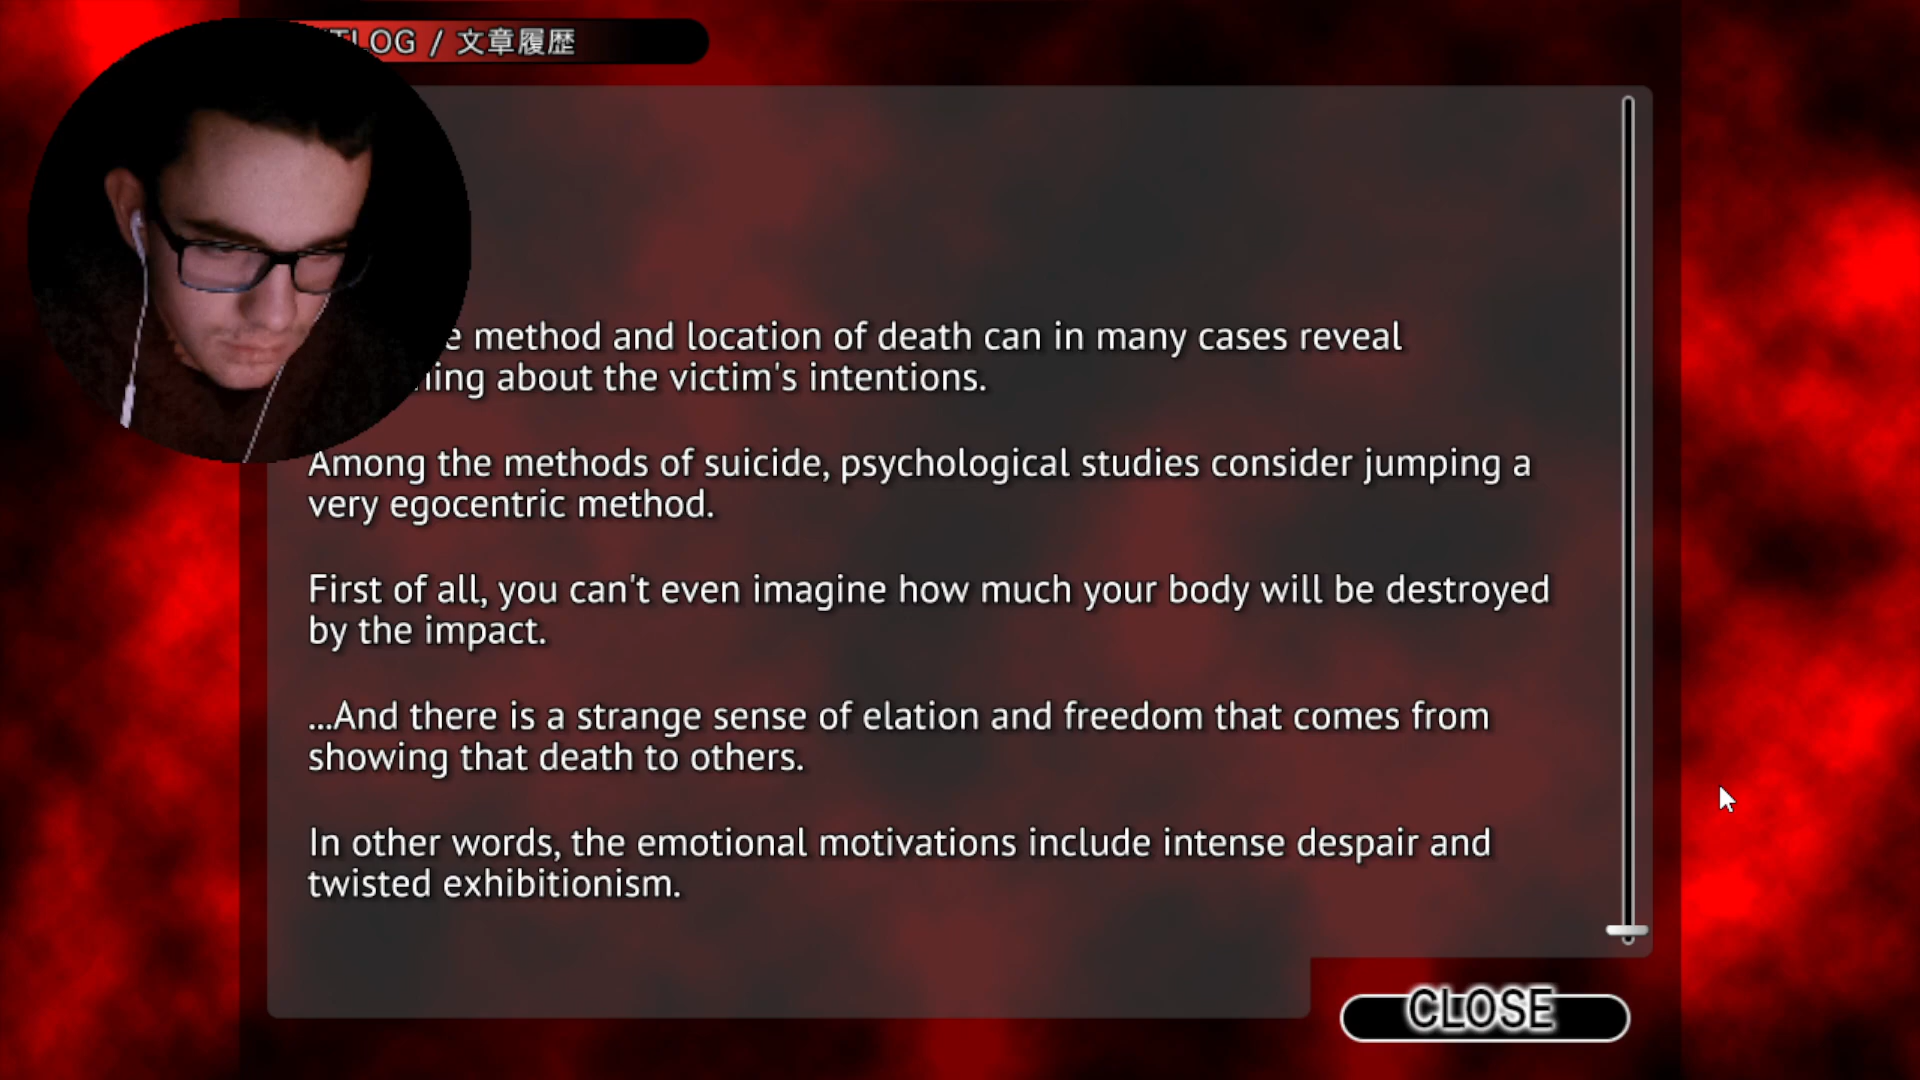 LOG / 文章履歴
method and location of death can in many cases reveal
about the victim's intentions.
Among the methods of suicide, psychological studies consider jumping a
very egocentric method.
First of all, you can't even imagine how much your body will be destroyed
by the impact.
...And there is a strange sense of elation and freedom that comes from
showing that death to others.
In other words, the emotional motivations include intense despair and
twisted exhibitionism.
CLOSE